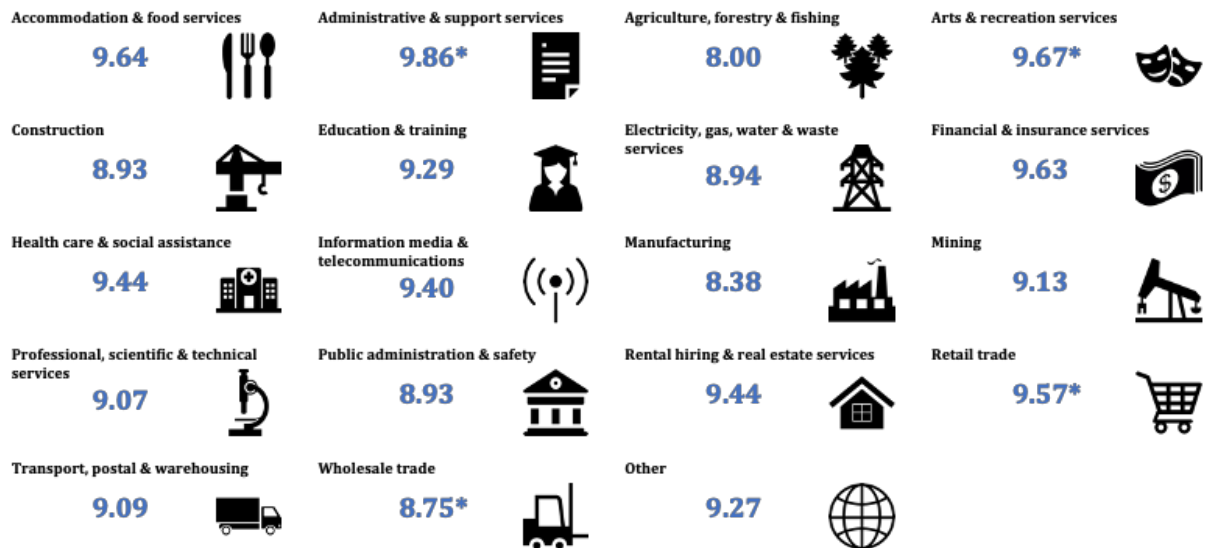 Accommodation & food services
9.64
Administrative & support services
9.86*
Agriculture, forestry & fishing
8.00
Arts & recreation services
9.67*
Construction
8.93
Education & training
9.29
Electricity, gas, water & waste
services
8.94
Financial & insurance services
9.63
$
Health care & social assistance
9.44
Information media &
telecommunications
9.40
Manufacturing
8.38
Mining
9.13
Professional, scientific & technical
services
9.07
Public administration & safety
8.93
Rental hiring & real estate services
9.44
Retail trade
9.57*
Transport, postal & warehousing
9.09
Wholesale trade
8.75*
Other
9.27